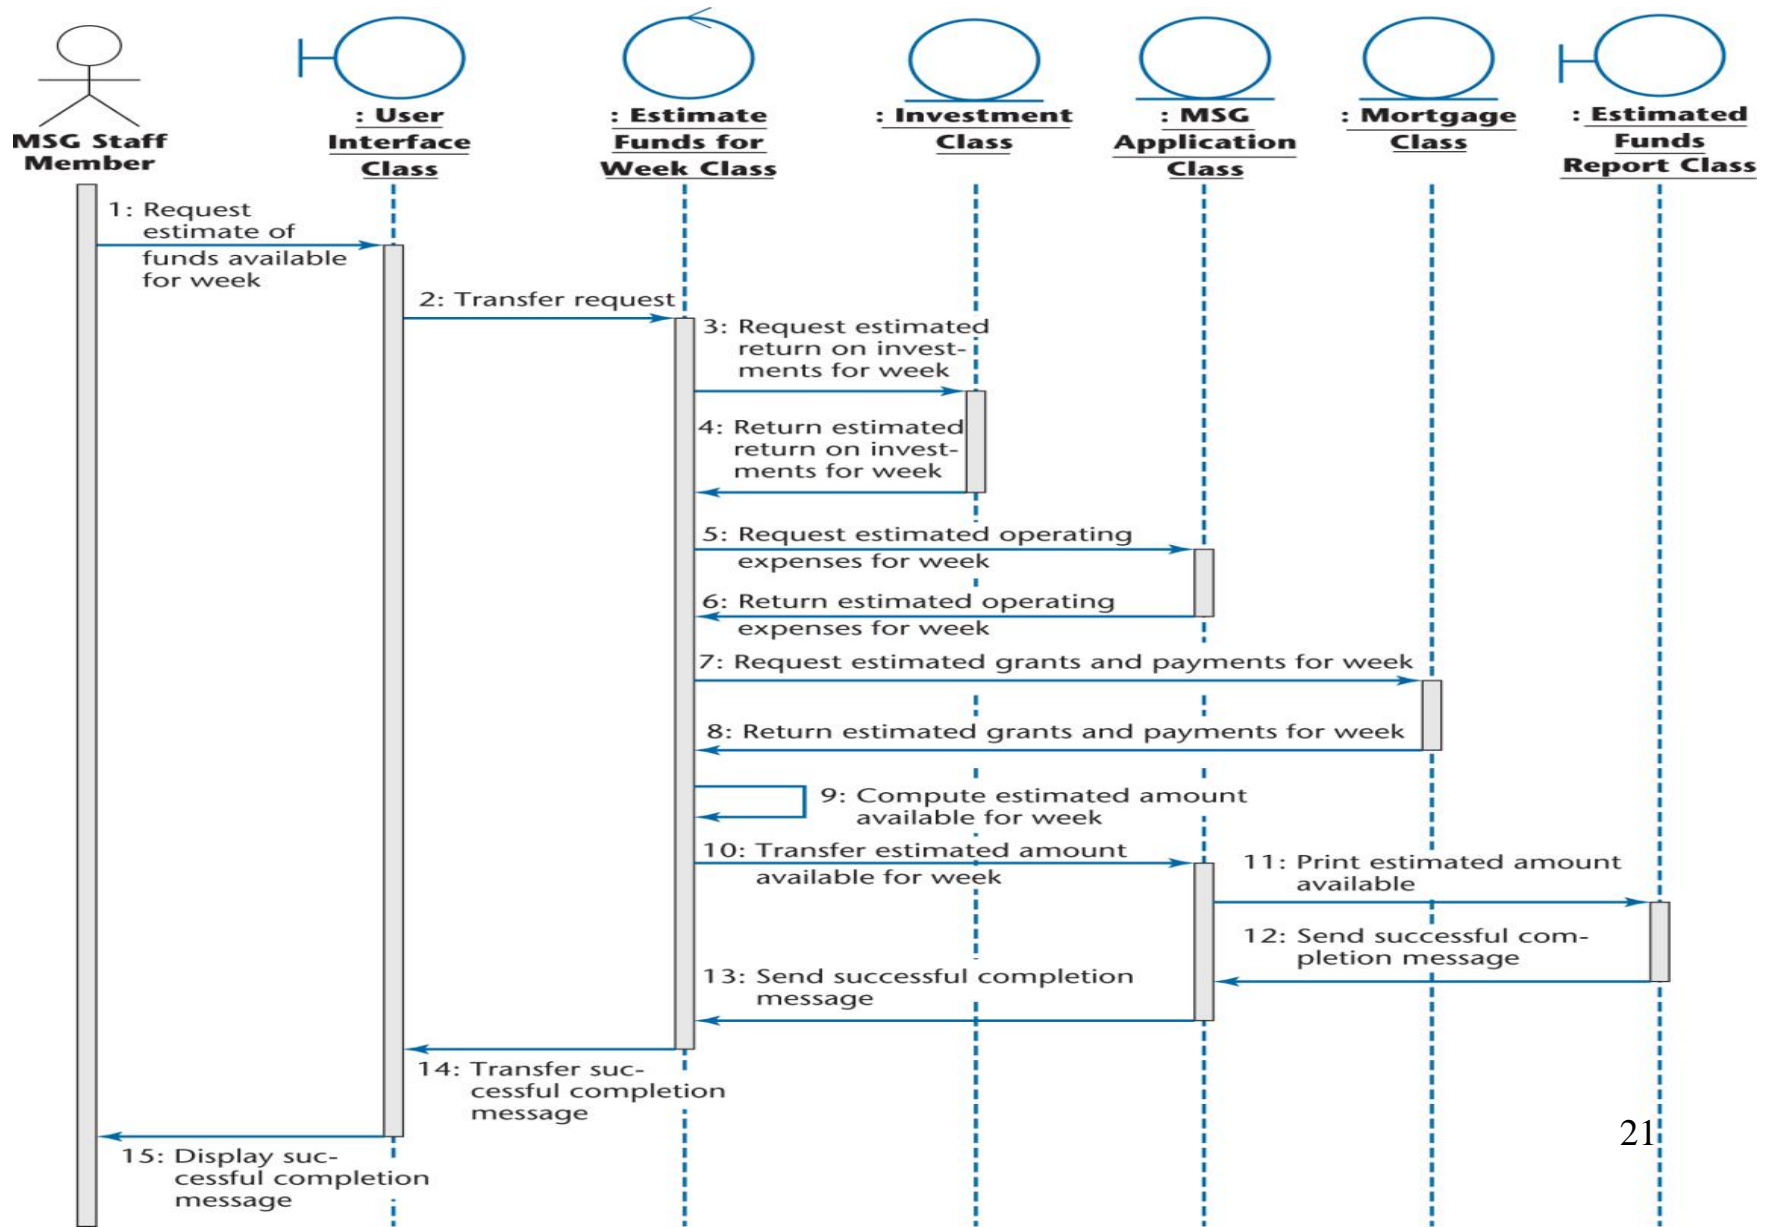 MSG Staff
Member
: User
Interface
Class
: Estimate
Funds for
Week Class
: Investment
Class
: MSG
Application
Class
: Mortgage
Class
: Estimated
Funds
Report Class
1: Request
estimate of
funds available
for week
2: Transfer request
3: Request estimated
return on invest-
ments for week
4: Return estimated
return on invest-
ments for week
5: Request estimated operating
expenses for week
6: Return estimated operating
expenses for week
7: Request estimated grants and payments for week
8: Return estimated grants and payments for week
9: Compute estimated amount
available for week
10: Transfer estimated amount
available for week
11: Print estimated amount
available
12: Send successful com-
pletion message
13: Send successful completion
message
14: Transfer suc-
cessful completion
message
15: Display suc-
cessful completion
message
21